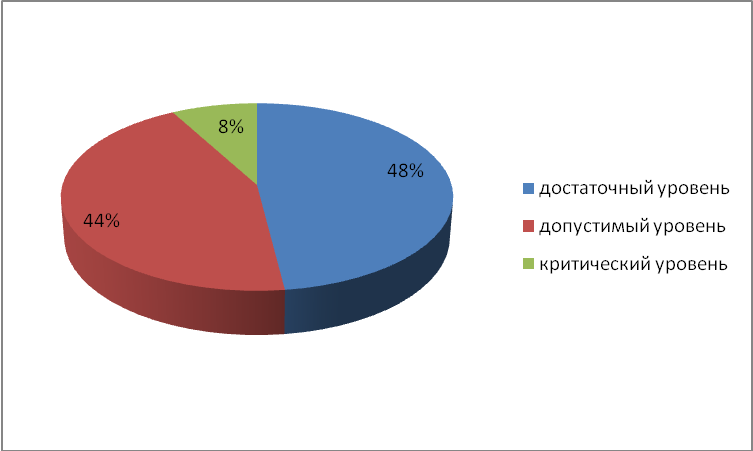 8%
48%
44%
достаточный уровень
допустимый уровень
критический уровень